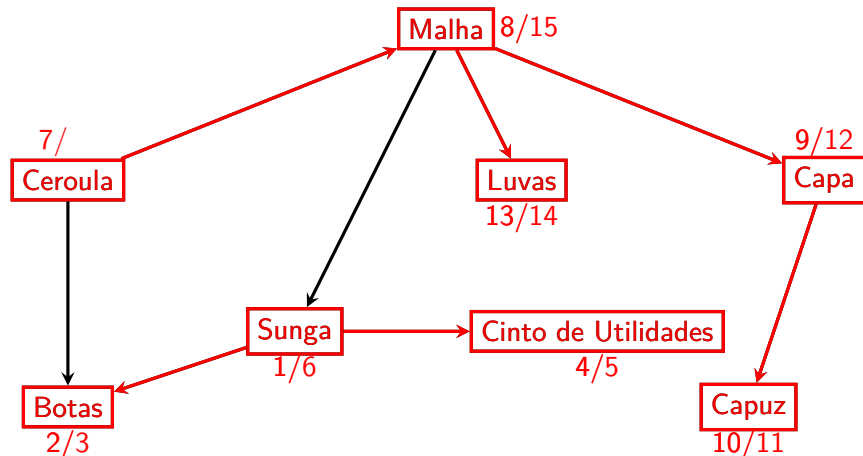 Malha 8/15
7/
9/12
Ceroula
Luvas
Capa
13/14
Sunga
Cinto de Utilidades
1/6
4/5
Botas
Capuz
2/3
10/11